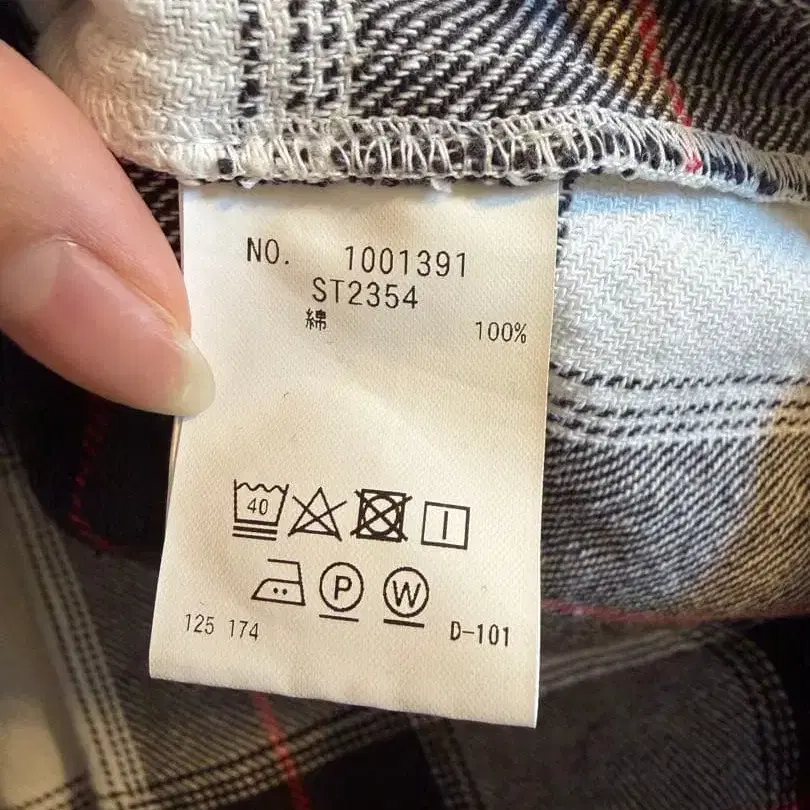 NO. 1001391
ST2354
綿 100%
40
P W
125 174 D-101